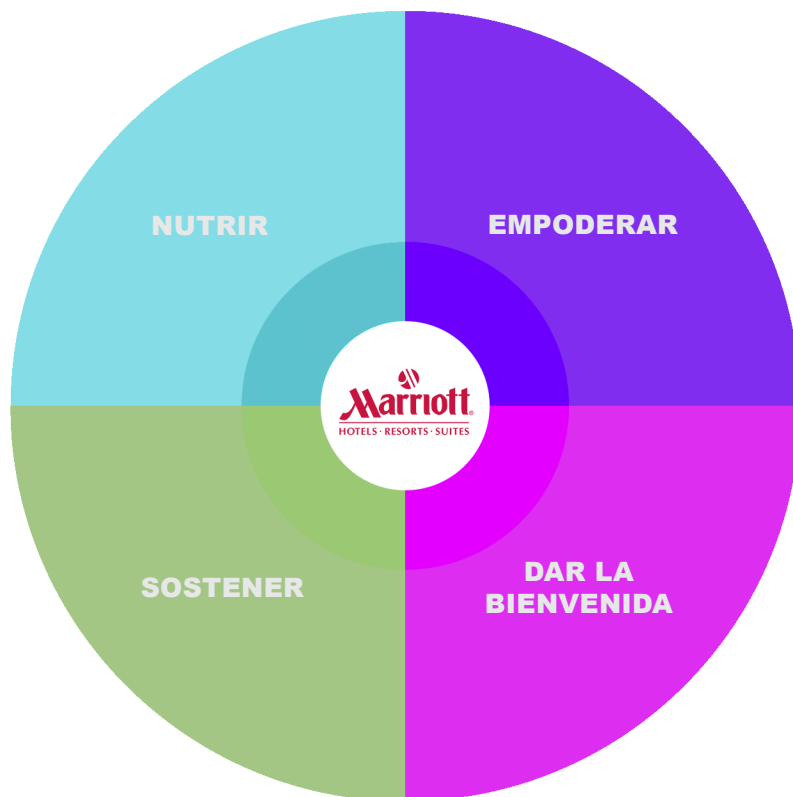 NUTRIR
EMPODERAR
Marriott®
HOTELS · RESORTS · SUITES
SOSTENER
DAR LA
BIENVENIDA